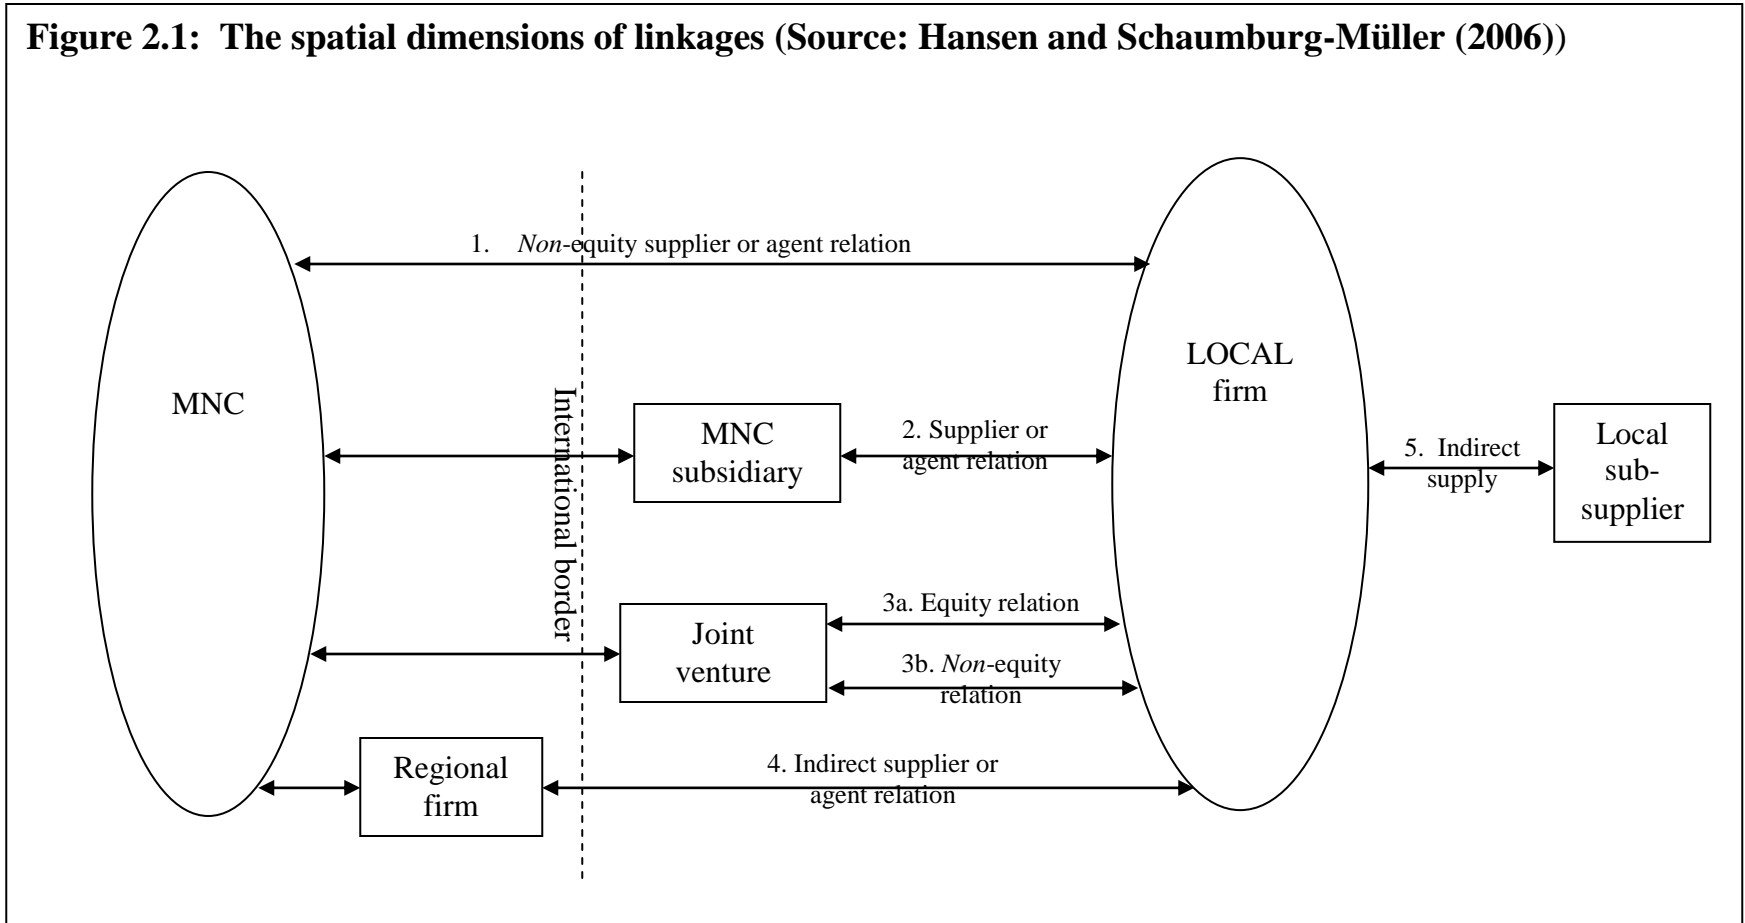 Figure 2.1: The spatial dimensions of linkages (Source: Hansen and Schaumburg-Müller (2006))
1. Non-equity supplier or agent relation
MNC
International border
MNC
subsidiary
2. Supplier or
agent relation
LOCAL
firm
5. Indirect
supply
Local
sub-
supplier
Joint
venture
3a. Equity relation
3b. Non-equity
relation
Regional
firm
4. Indirect supplier or
agent relation